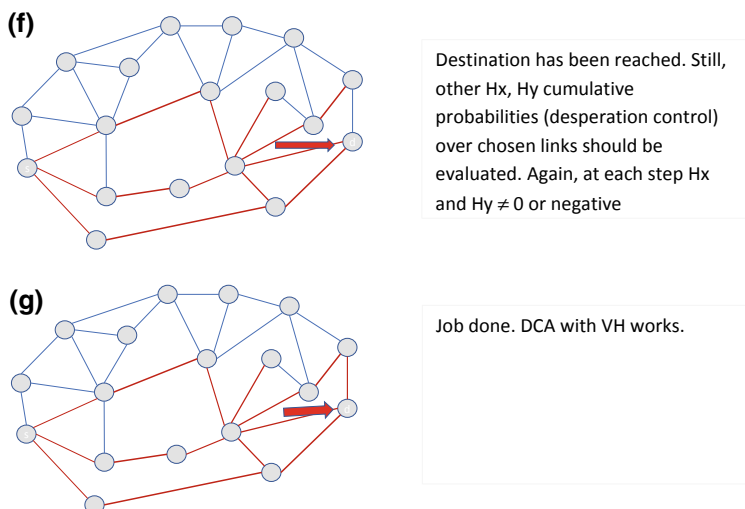 (f)
Destination has been reached. Still,
other Hx, Hy cumulative
probabilities (desperation control)
over chosen links should be
evaluated. Again, at each step Hx
and Hy ≠ 0 or negative
s
d
(g)
Job done. DCA with VH works.
s
d